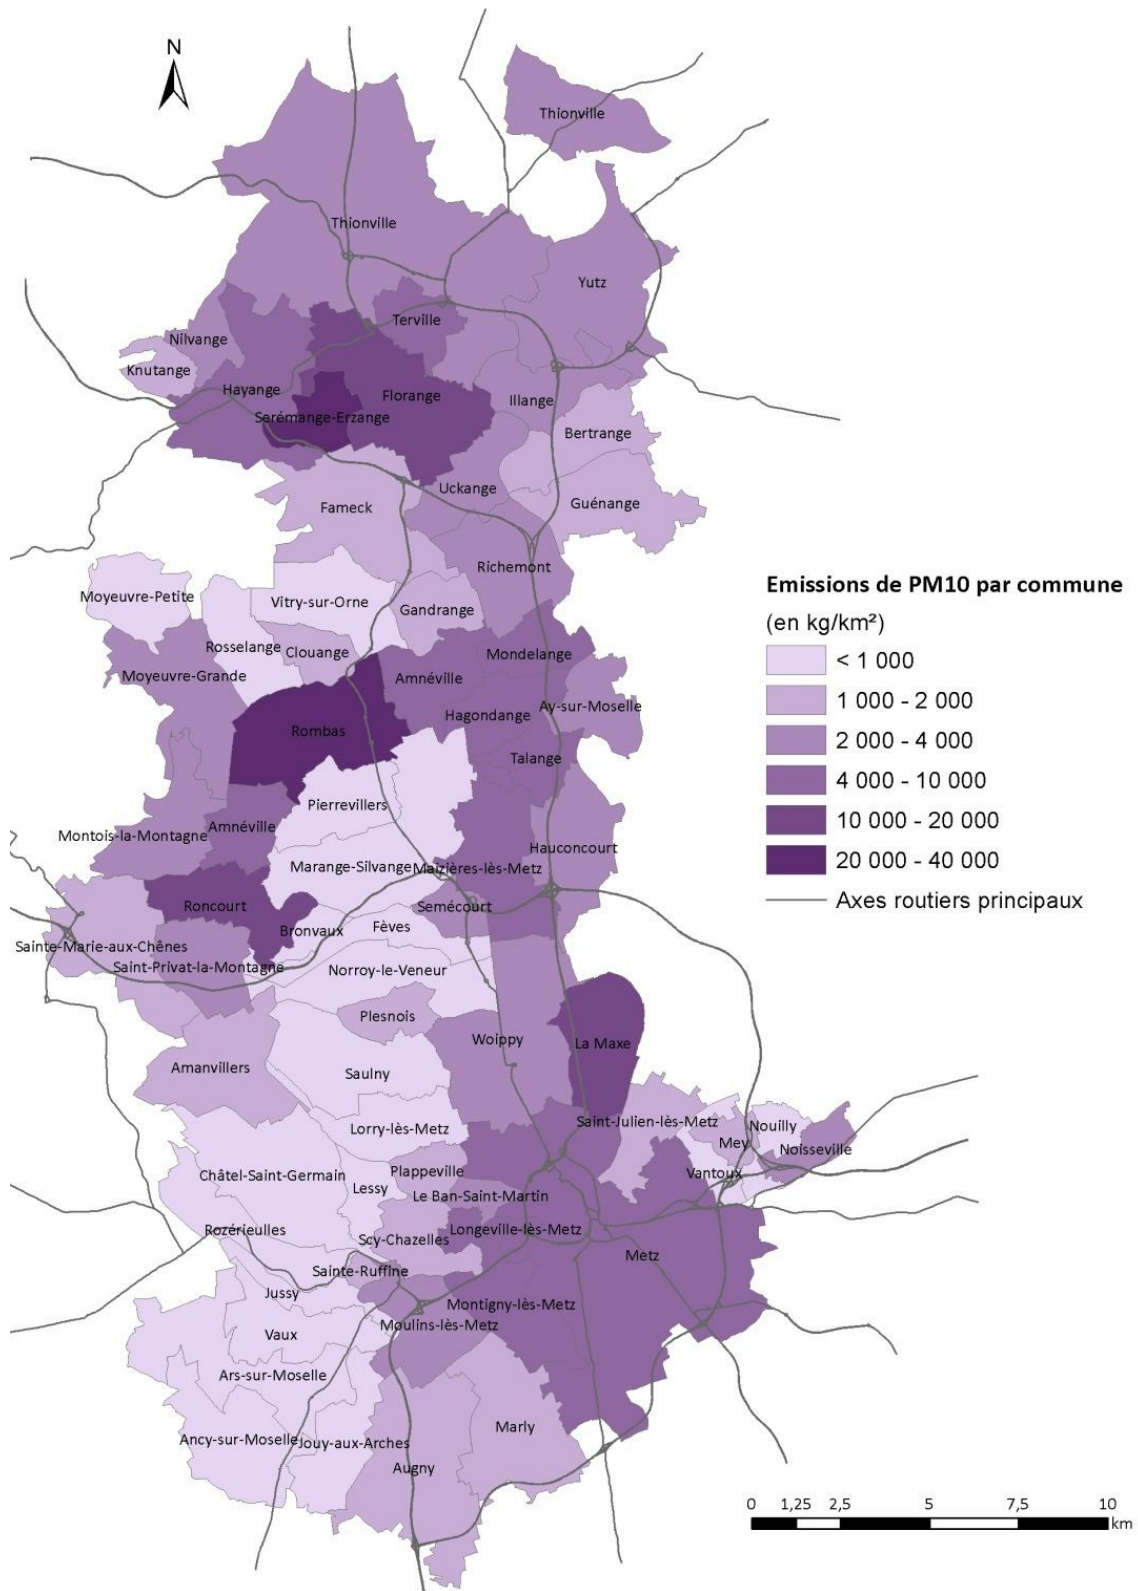 N
Thionville
Thionville
Yutz
Terville
Nilvange
Knutange
Hayange
Florange
Illange
Serémange-Erzange
Bertrange
Uckange
Guénange
Fameck
Richemont
Emissions de PM10 par commune
(en kg/km²)
< 1 000
1 000 - 2 000
2 000 - 4 000
4 000 - 10 000
10 000 - 20 000
20 000 - 40 000
Axes routiers principaux
Moyeuvre-Petite
Vitry-sur-Orne
Gandrange
Rosselange
Clouange
Mondelange
Moyeuvre-Grande
Amnéville
Ay-sur-Moselle
Hagondange
Rombas
Talange
Pierrevillers
Amnéville
Montois-la-Montagne
Hauconcourt
Marange-Silvange
Maizières-lès-Metz
Roncourt
Semécourt
Bronvaux
Fèves
Sainte-Marie-aux-Chênes
Saint-Privat-la-Montagne
Norroy-le-Veneur
Plesnois
Woippy
La Maxe
Amanvillers
Saulny
Saint-Julien-lès-Metz
Nouilly
Lorry-lès-Metz
Mey
Noisseville
Châtel-Saint-Germain
Plappeville
Vantoux
Lessy
Le Ban-Saint-Martin
Rozérieulles
Longeville-lès-Metz
Scy-Chazelles
Metz
Sainte-Ruffine
Jussy
Montigny-lès-Metz
Moulins-lès-Metz
Vaux
Ars-sur-Moselle
Marly
Ancy-sur-Moselle
Jouy-aux-Arches
Augny
0 1,25 2,5 5 7,5 10
km